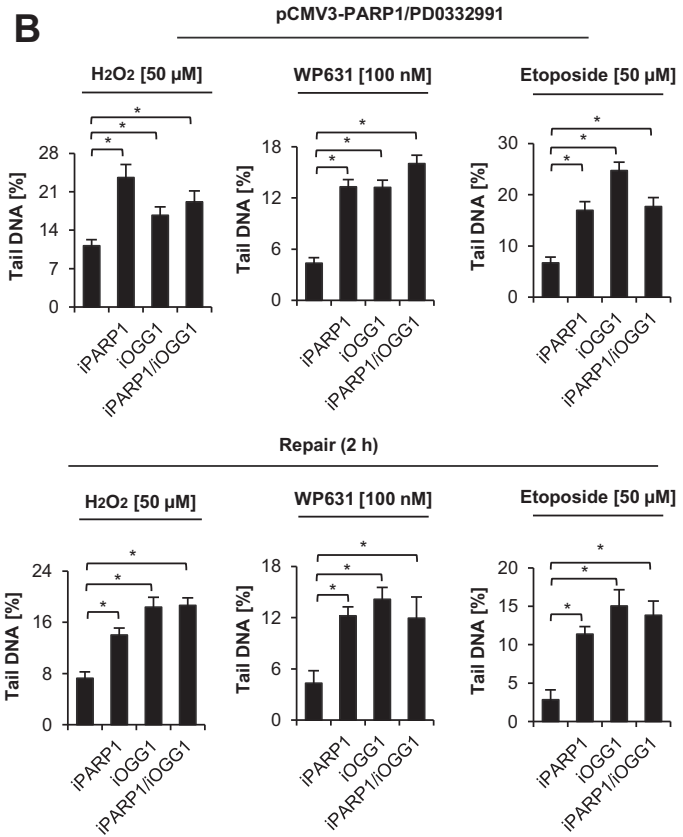 B
pCMV3-PARP1/PD0332991
H2O2 [50 µM]
WP631 [100 nM]
Etoposide [50 µM]
Tail DNA [%]
28
21
14
7
0
*
*
*
iPARP1
iOGG1
iPARP1/iOGG1
Tail DNA [%]
18
12
6
0
*
*
*
iPARP1
iOGG1
iPARP1/iOGG1
Tail DNA [%]
30
20
10
0
*
*
*
iPARP1
iOGG1
iPARP1/iOGG1
Repair (2 h)
H2O2 [50 µM]
WP631 [100 nM]
Etoposide [50 µM]
Tail DNA [%]
24
16
8
0
*
*
*
iPARP1
iOGG1
iPARP1/iOGG1
Tail DNA [%]
18
12
6
0
*
*
*
iPARP1
iOGG1
iPARP1/iOGG1
Tail DNA [%]
20
15
10
5
0
*
*
*
iPARP1
iOGG1
iPARP1/iOGG1